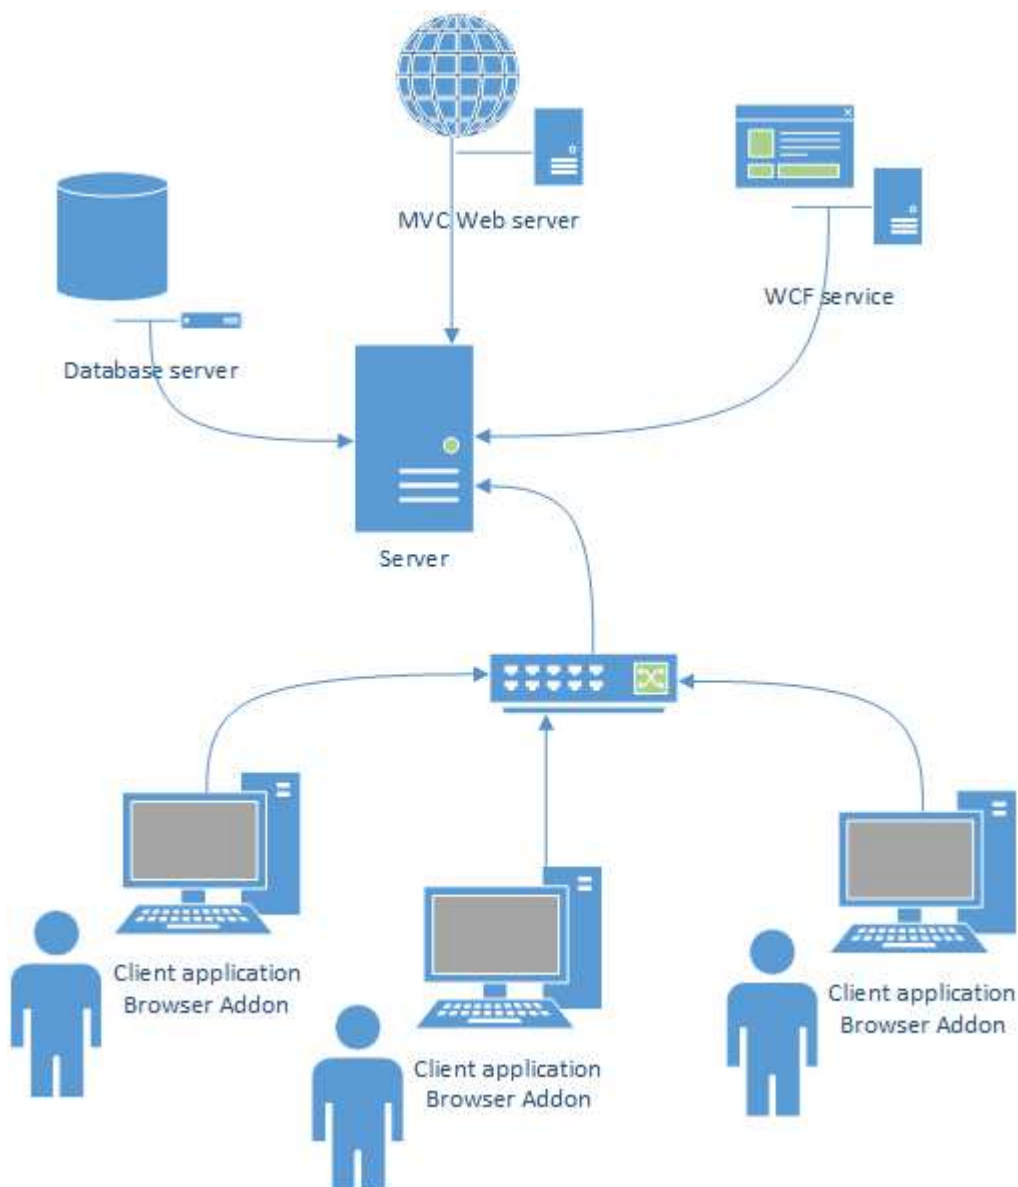 MVC Web server
WCF service
Database server
Server
Client application
Browser Addon
Client application
Browser Addon
Client application
Browser Addon